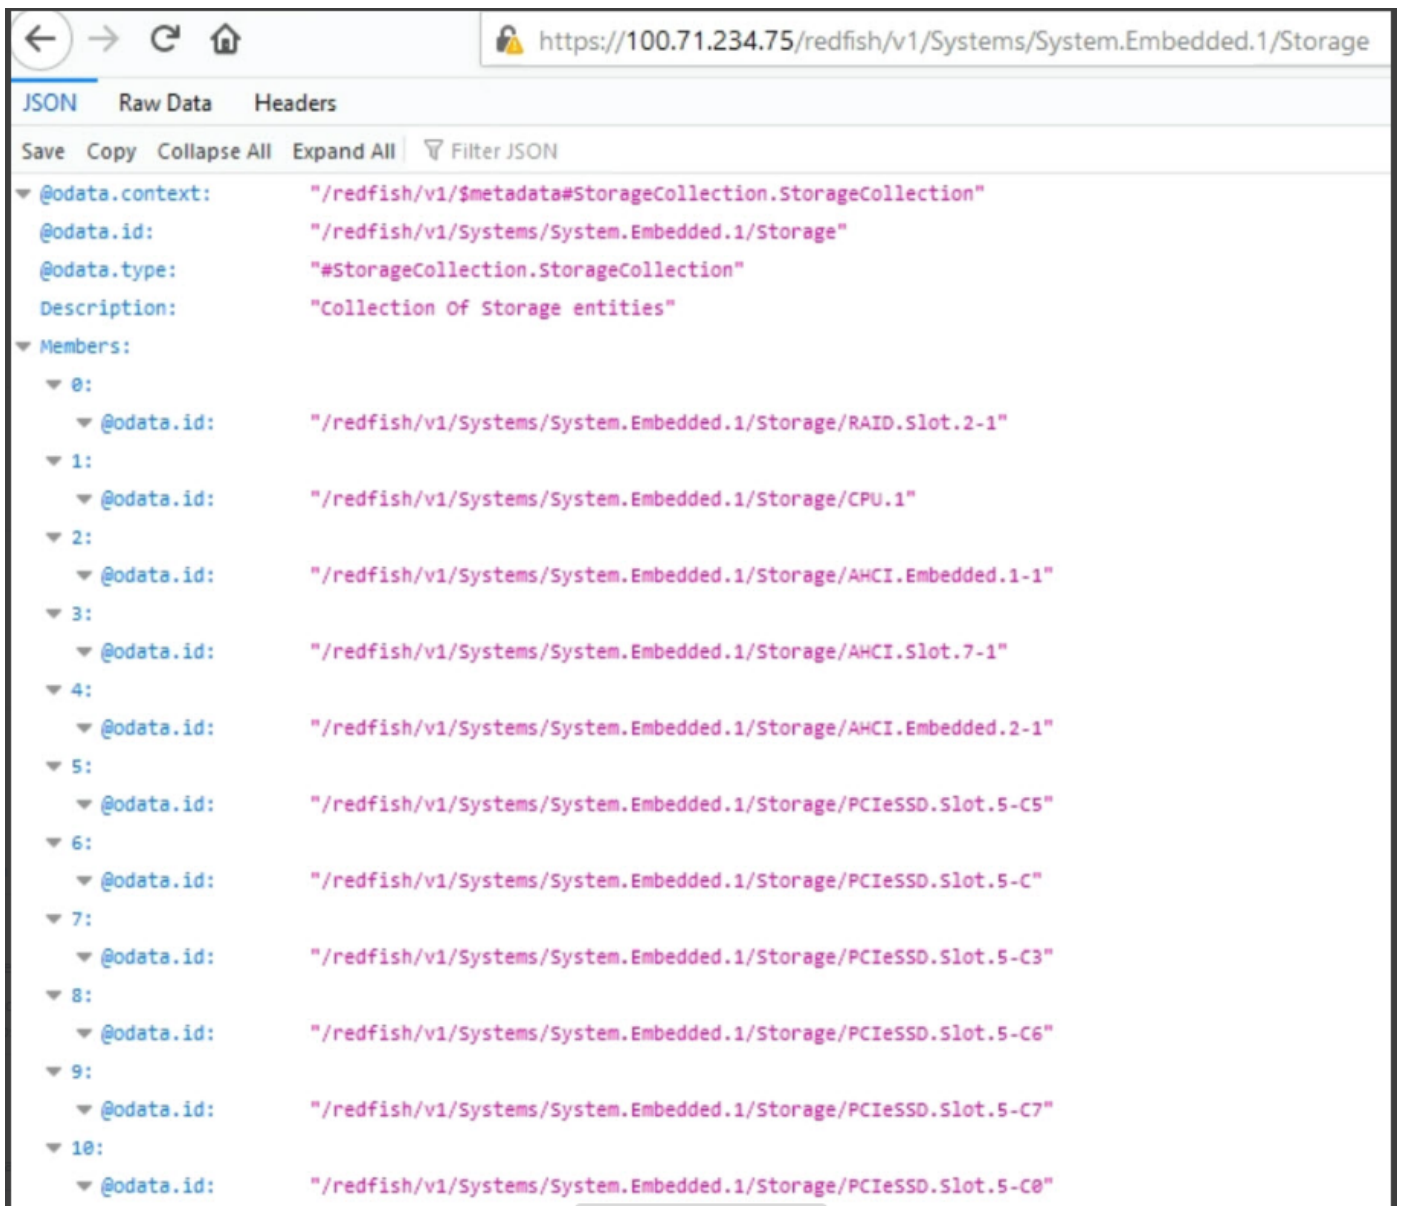 https://100.71.234.75/redfish/v1/Systems/System.Embedded.1/Storage
JSON Raw Data Headers
Save Copy Collapse All Expand All Filter JSON
@odata.context: "/redfish/v1/$metadata#StorageCollection.StorageCollection"
@odata.id: "/redfish/v1/Systems/System.Embedded.1/Storage"
@odata.type: "#StorageCollection.StorageCollection"
Description: "Collection Of Storage entities"
Members:
0:
@odata.id: "/redfish/v1/Systems/System.Embedded.1/Storage/RAID.Slot.2-1"
1:
@odata.id: "/redfish/v1/Systems/System.Embedded.1/Storage/CPU.1"
2:
@odata.id: "/redfish/v1/Systems/System.Embedded.1/Storage/AHCI.Embedded.1-1"
3:
@odata.id: "/redfish/v1/Systems/System.Embedded.1/Storage/AHCI.Slot.7-1"
4:
@odata.id: "/redfish/v1/Systems/System.Embedded.1/Storage/AHCI.Embedded.2-1"
5:
@odata.id: "/redfish/v1/Systems/System.Embedded.1/Storage/PCIeSSD.Slot.5-C5"
6:
@odata.id: "/redfish/v1/Systems/System.Embedded.1/Storage/PCIeSSD.Slot.5-C"
7:
@odata.id: "/redfish/v1/Systems/System.Embedded.1/Storage/PCIeSSD.Slot.5-C3"
8:
@odata.id: "/redfish/v1/Systems/System.Embedded.1/Storage/PCIeSSD.Slot.5-C6"
9:
@odata.id: "/redfish/v1/Systems/System.Embedded.1/Storage/PCIeSSD.Slot.5-C7"
10:
@odata.id: "/redfish/v1/Systems/System.Embedded.1/Storage/PCIeSSD.Slot.5-C0"